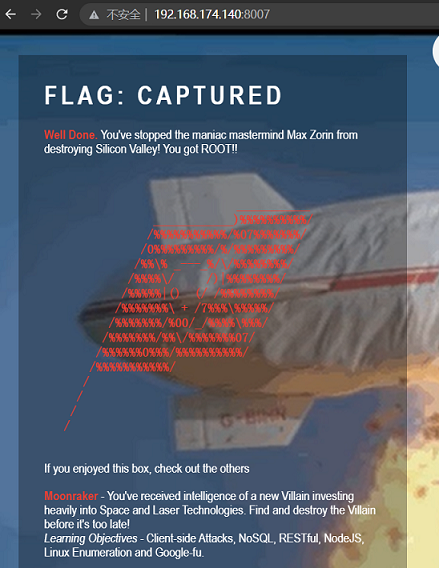 不安全 | 192.168.174.140:8007
FLAG: CAPTURED
Well Done. You've stopped the maniac mastermind Max Zorin from
destroying Silicon Valley! You got ROOT!!
G-BIHN
If you enjoyed this box, check out the others
Moonraker - You've received intelligence of a new Villain investing
heavily into Space and Laser Technologies. Find and destroy the Villain
before it's too late!
Learning Objectives - Client-side Attacks, NoSQL, RESTful, NodeJS,
Linux Enumeration and Google-fu.